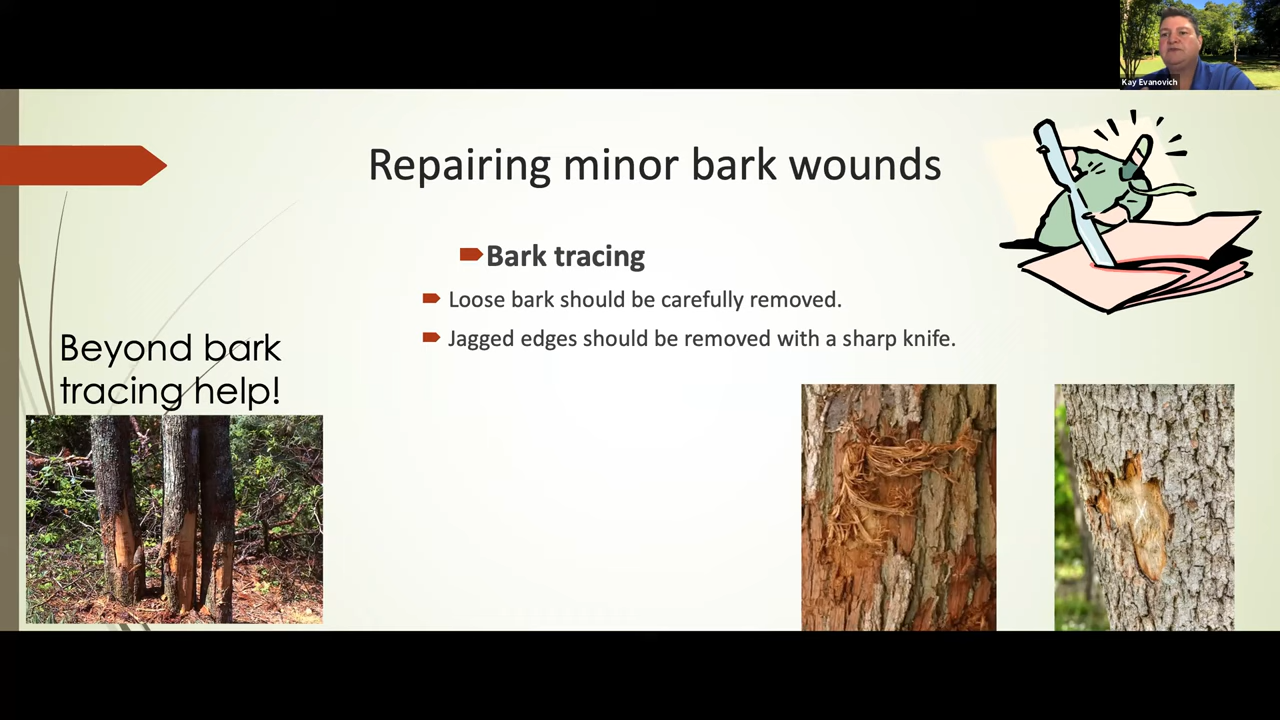 Kay Evanovich
Repairing minor bark wounds
Bark tracing
Loose bark should be carefully removed.
Jagged edges should be removed with a sharp knife.
Beyond bark
tracing help!